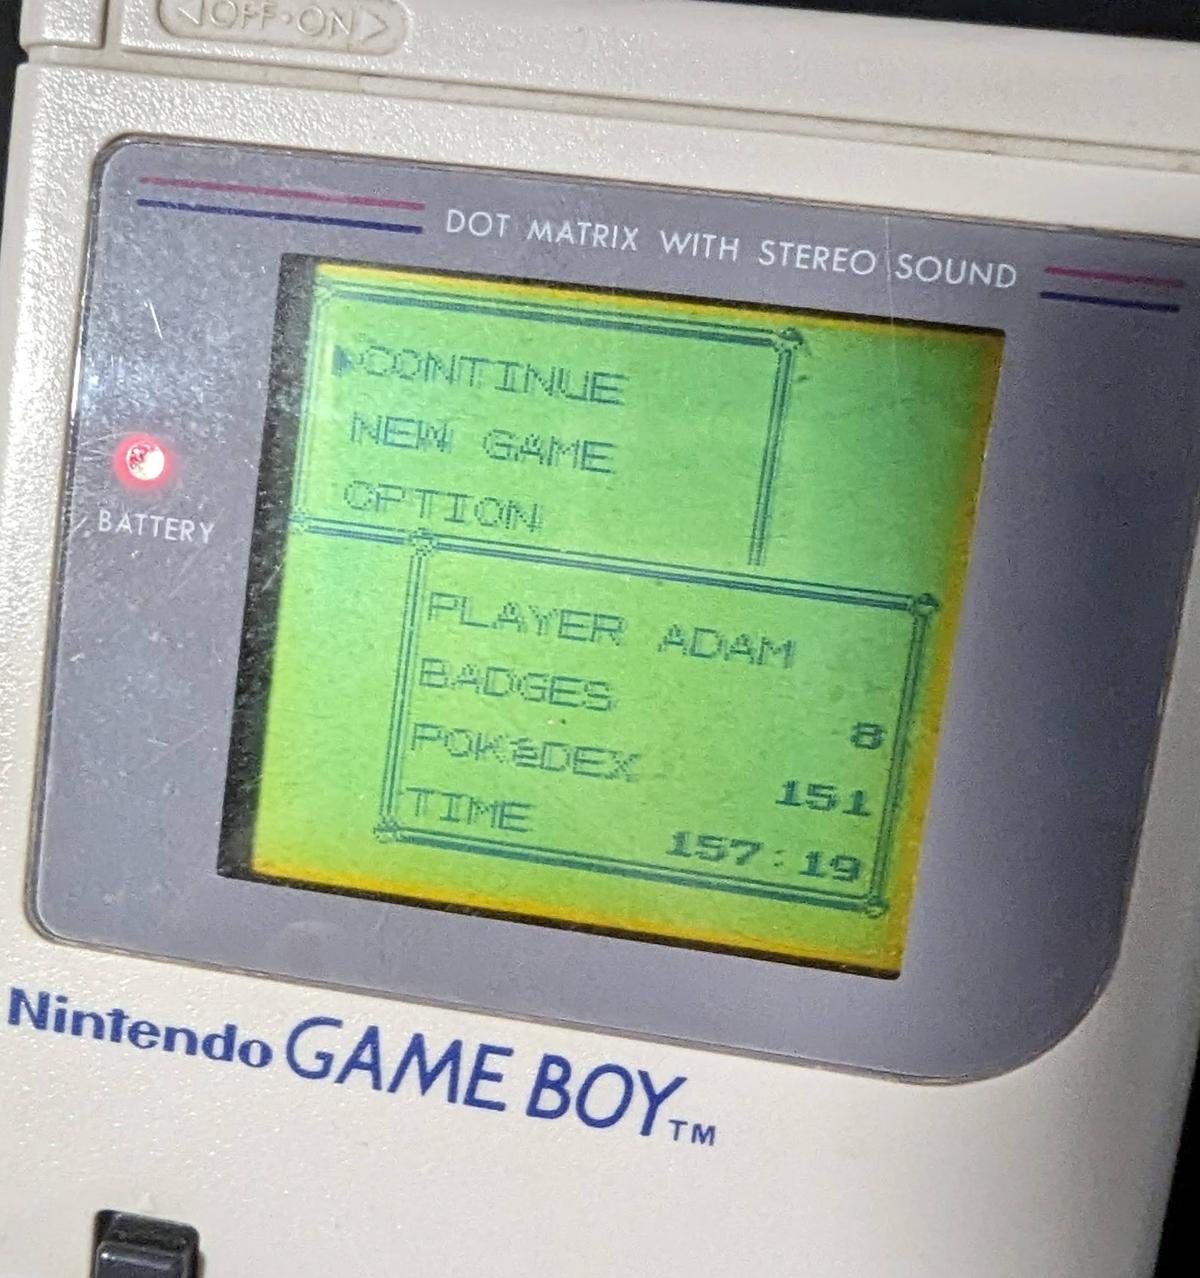 ◁OFF•ON▷
DOT MATRIX WITH STEREO SOUND
▶CONTINUE
NEW GAME
OPTION
BATTERY
PLAYER ADAM
BADGES 8
POKéDEX 151
TIME 157:19
Nintendo GAME BOY™